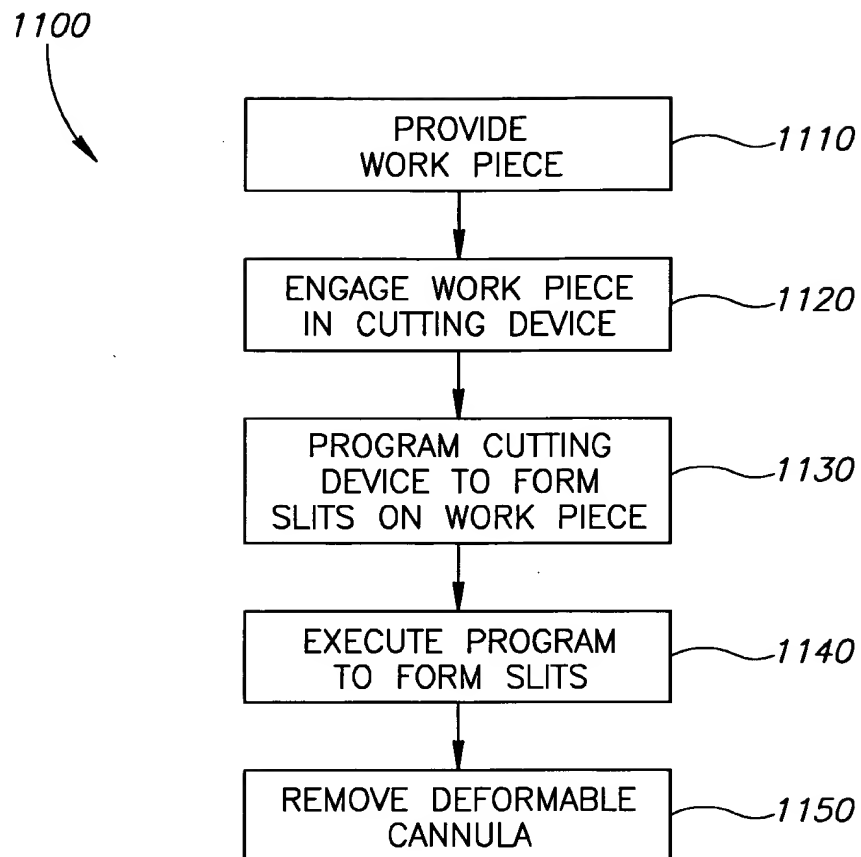 1100
PROVIDE
WORK PIECE
1110
ENGAGE WORK PIECE
IN CUTTING DEVICE
1120
PROGRAM CUTTING
DEVICE TO FORM
SLITS ON WORK PIECE
1130
EXECUTE PROGRAM
TO FORM SLITS
1140
REMOVE DEFORMABLE
CANNULA
1150